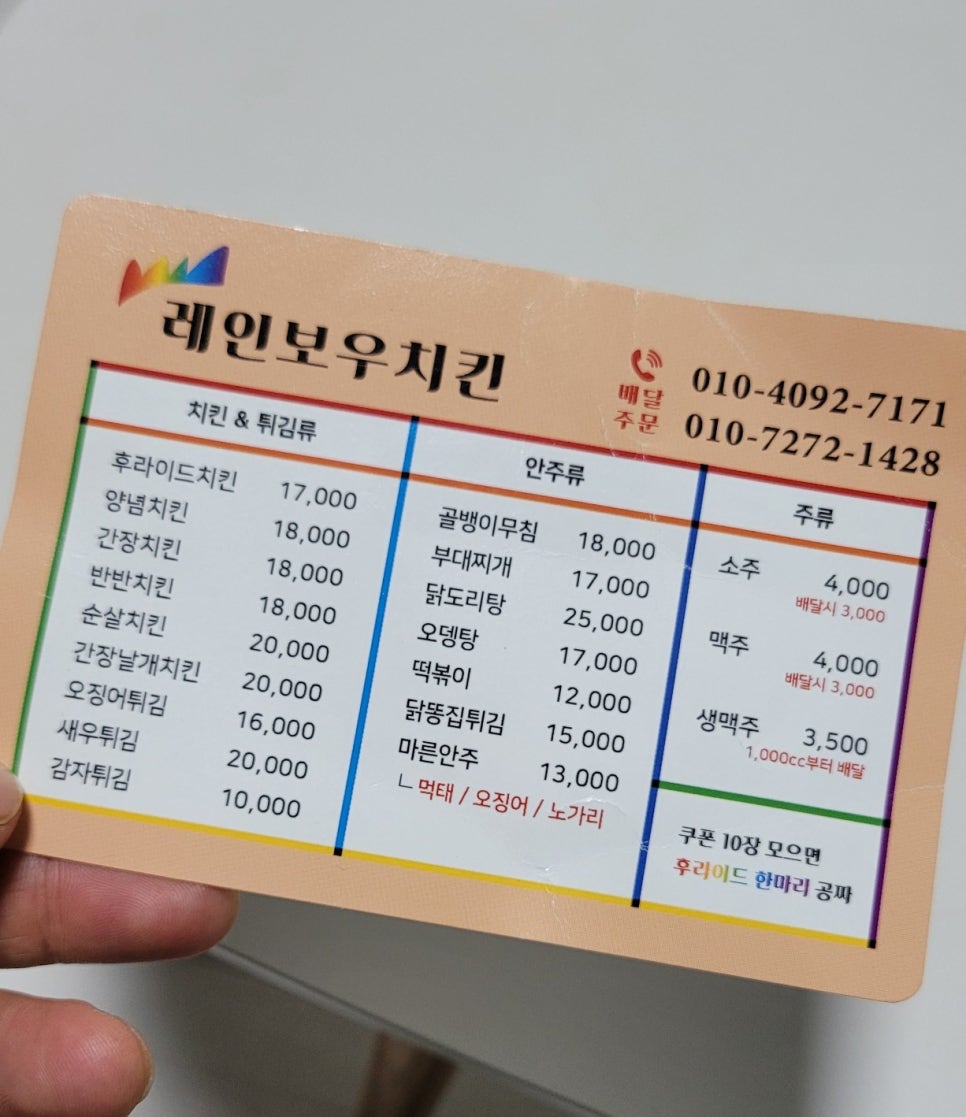 레인보우치킨
배달
주문
010-4092-7171
010-7272-1428
치킨 & 튀김류
후라이드치킨 17,000
양념치킨 18,000
간장치킨 18,000
반반치킨 18,000
순살치킨 20,000
간장날개치킨 20,000
오징어튀김 16,000
새우튀김 20,000
감자튀김 10,000
안주류
골뱅이무침 18,000
부대찌개 17,000
닭도리탕 25,000
오뎅탕 17,000
떡볶이 12,000
닭똥집튀김 15,000
마른안주 13,000
ㄴ먹태 / 오징어 / 노가리
주류
소주 4,000
배달시 3,000
맥주 4,000
배달시 3,000
생맥주 3,500
1,000cc부터 배달
쿠폰 10장 모으면
후라이드 한마리 공짜